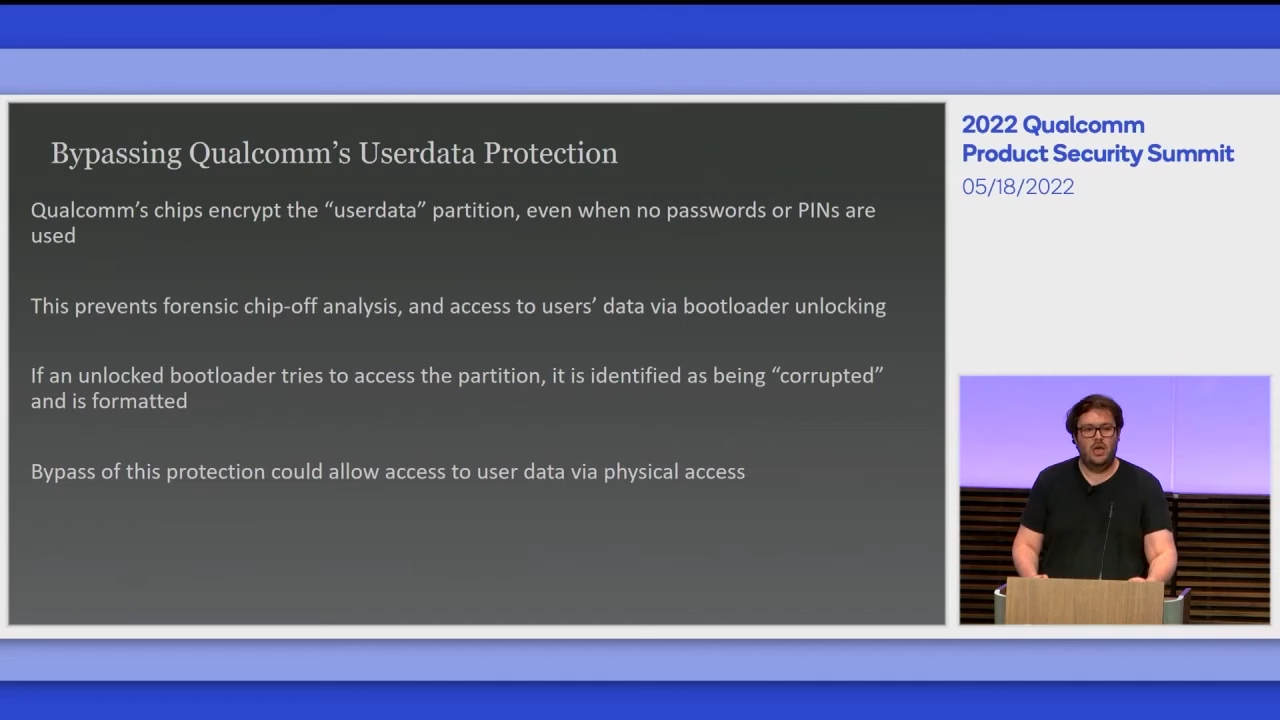 Bypassing Qualcomm’s Userdata Protection
Qualcomm’s chips encrypt the “userdata” partition, even when no passwords or PINs are
used
This prevents forensic chip-off analysis, and access to users’ data via bootloader unlocking
If an unlocked bootloader tries to access the partition, it is identified as being “corrupted”
and is formatted
Bypass of this protection could allow access to user data via physical access
2022 Qualcomm
Product Security Summit
05/18/2022